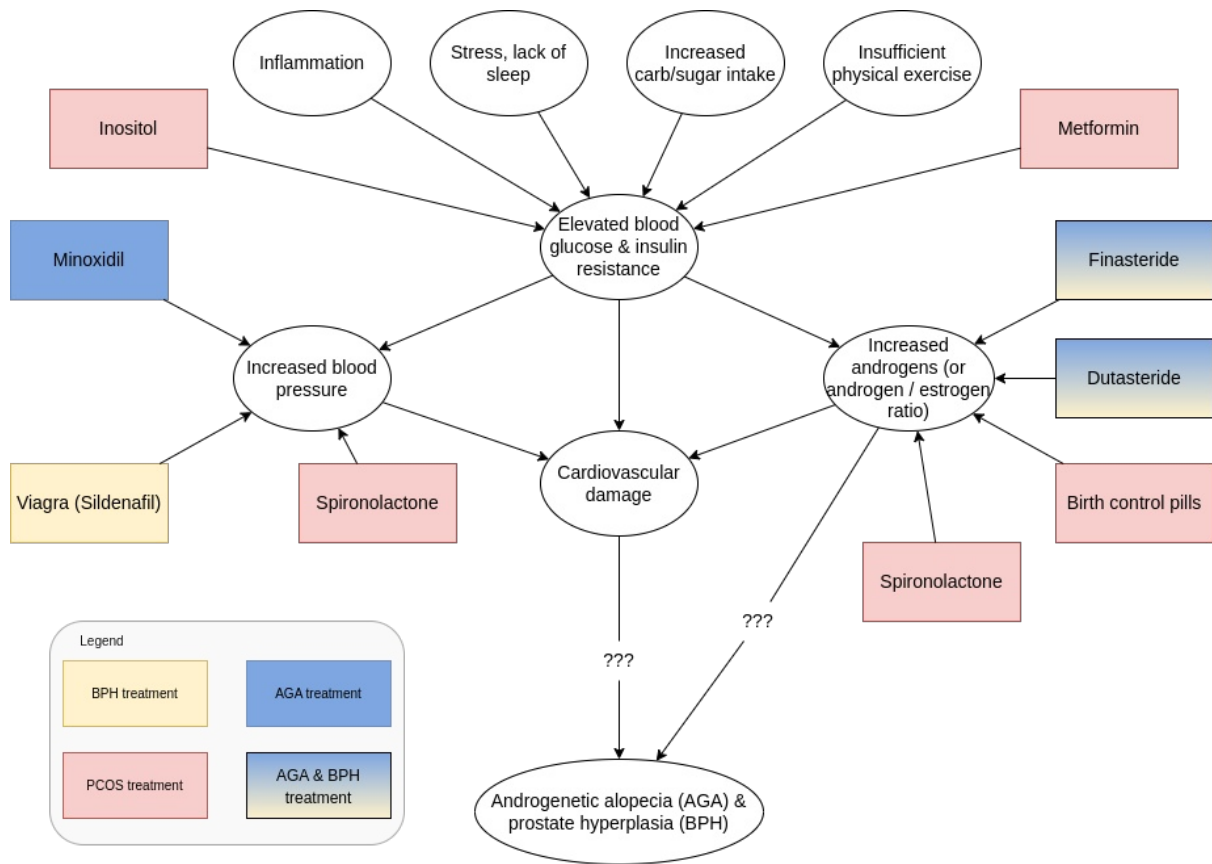 Inflammation
Stress, lack of
sleep
Increased
carb/sugar intake
Insufficient
physical exercise
Inositol
Metformin
Elevated blood
glucose & insulin
resistance
Minoxidil
Finasteride
Increased blood
pressure
Increased
androgens (or
androgen / estrogen
ratio)
Dutasteride
Cardiovascular
damage
Viagra (Sildenafil)
Spironolactone
Birth control pills
Spironolactone
???
???
Legend
BPH treatment
AGA treatment
PCOS treatment
AGA & BPH
treatment
Androgenetic alopecia (AGA) &
prostate hyperplasia (BPH)